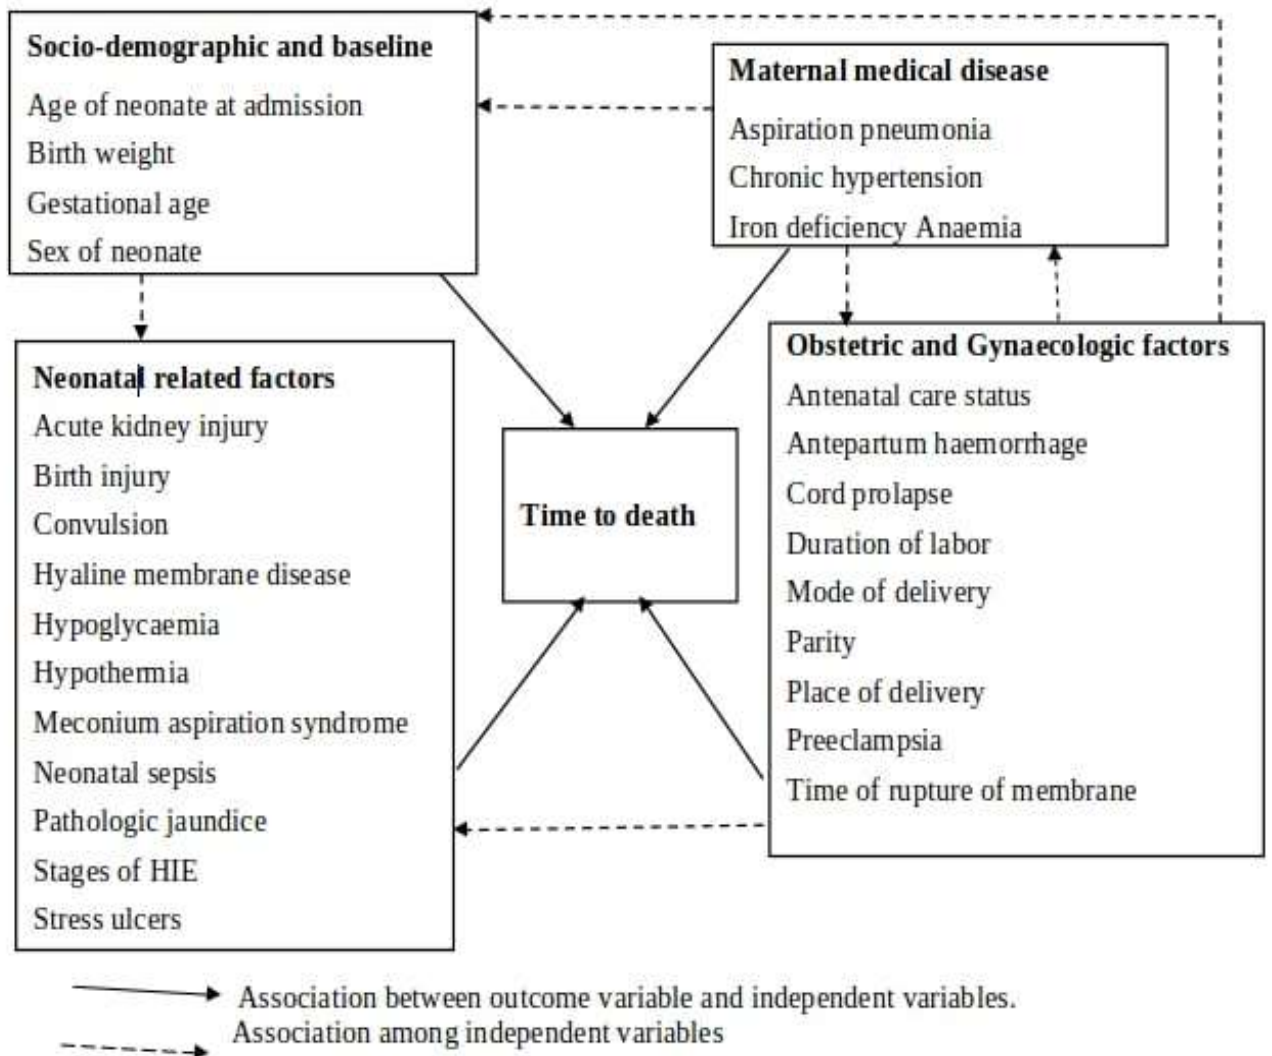 Socio-demographic and baseline
Age of neonate at admission
Birth weight
Gestational age
Sex of neonate
Maternal medical disease
Aspiration pneumonia
Chronic hypertension
Iron deficiency Anaemia
Neonatal related factors
Acute kidney injury
Birth injury
Convulsion
Hyaline membrane disease
Hypoglycaemia
Hypothermia
Meconium aspiration syndrome
Neonatal sepsis
Pathologic jaundice
Stages of HIE
Stress ulcers
Time to death
Obstetric and Gynaecologic factors
Antenatal care status
Antepartum haemorrhage
Cord prolapse
Duration of labor
Mode of delivery
Parity
Place of delivery
Preeclampsia
Time of rupture of membrane
Association between outcome variable and independent variables.
Association among independent variables